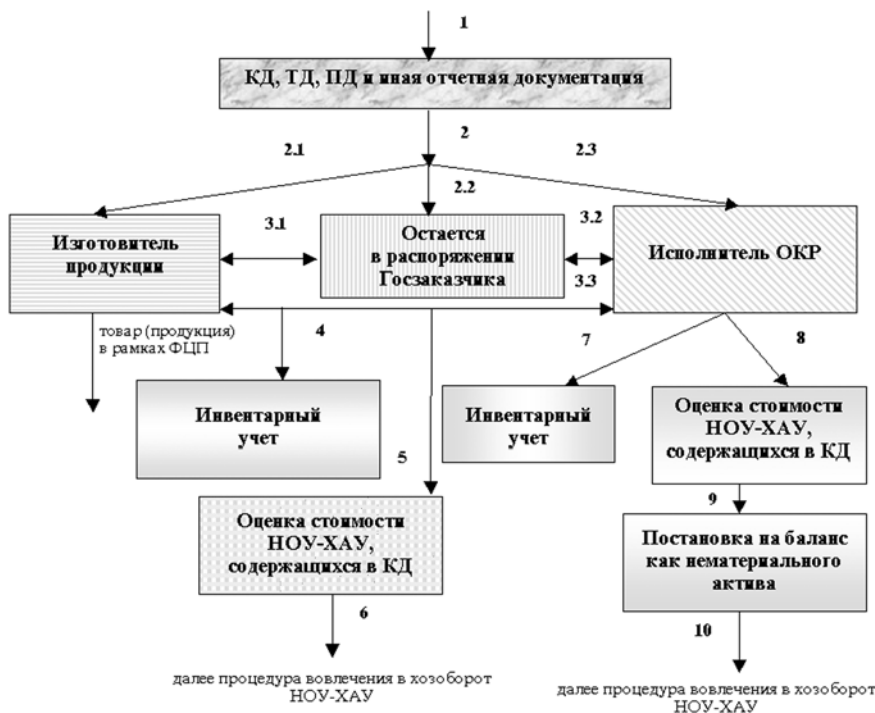 1
КД, ТД, ПД и иная отчетная документация
2
2.1
2.3
2.2
Изготовитель
продукции
3.1
Остается
в распоряжении
Госзаказчика
3.2
3.3
Исполнитель ОКР
товар (продукция)
в рамках ФЦП
4
7
8
Инвентарный
учет
Инвентарный
учет
Оценка стоимости
НОУ-ХАУ,
содержащихся в КД
5
9
Оценка стоимости
НОУ-ХАУ,
содержащихся в КД
Постановка на баланс
как нематериального
актива
6
10
далее процедура вовлечения в хозоборот
НОУ-ХАУ
далее процедура вовлечения в хозоборот
НОУ-ХАУ